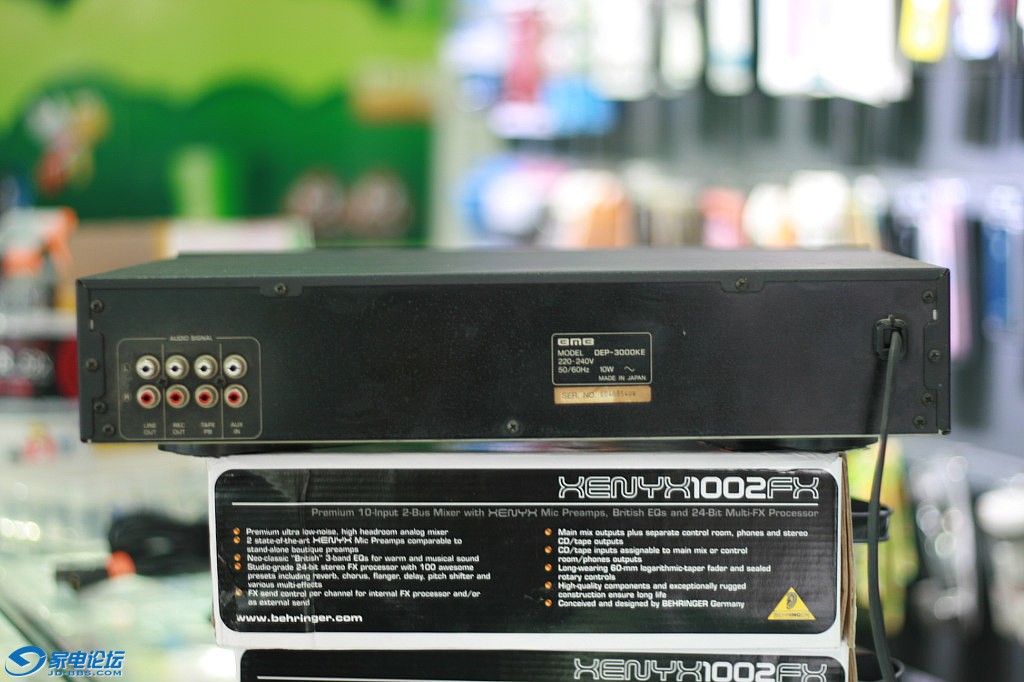 AUDIO SIGNAL
L
R
LINE OUT
REC OUT
TAPE PB
AUX IN
BMB
MODEL DEP-3000KE
220-240V
50/60Hz 10W ~
MADE IN JAPAN
SER. NO.
XENYX1002FX
Premium 10-Input 2-Bus Mixer with XENYX Mic Preamps, British EQs and 24-Bit Multi-FX Processor
Premium ultra low-noise, high headroom analog mixer
2 state-of-the-art XENYX Mic Preamps comparable to
stand-alone boutique preamps
Neo-classic "British" 3-band EQs for warm and musical sound
Studio-grade 24-bit stereo FX processor with 100 awesome
presets including reverb, chorus, flanger, delay, pitch shifter and
various multi-effects
FX send control per channel for internal FX processor and/or
as external send
Main mix outputs plus separate control room, phones and stereo
CD/tape outputs
CD/tape inputs assignable to main mix or control
room/phones outputs
Long-wearing 60-mm logarithmic-taper fader and sealed
rotary controls
High-quality components and exceptionally rugged
construction ensure long life
Conceived and designed by BEHRINGER Germany
www.behringer.com
XENYX1002FX
家电论坛
JD-BBS.COM